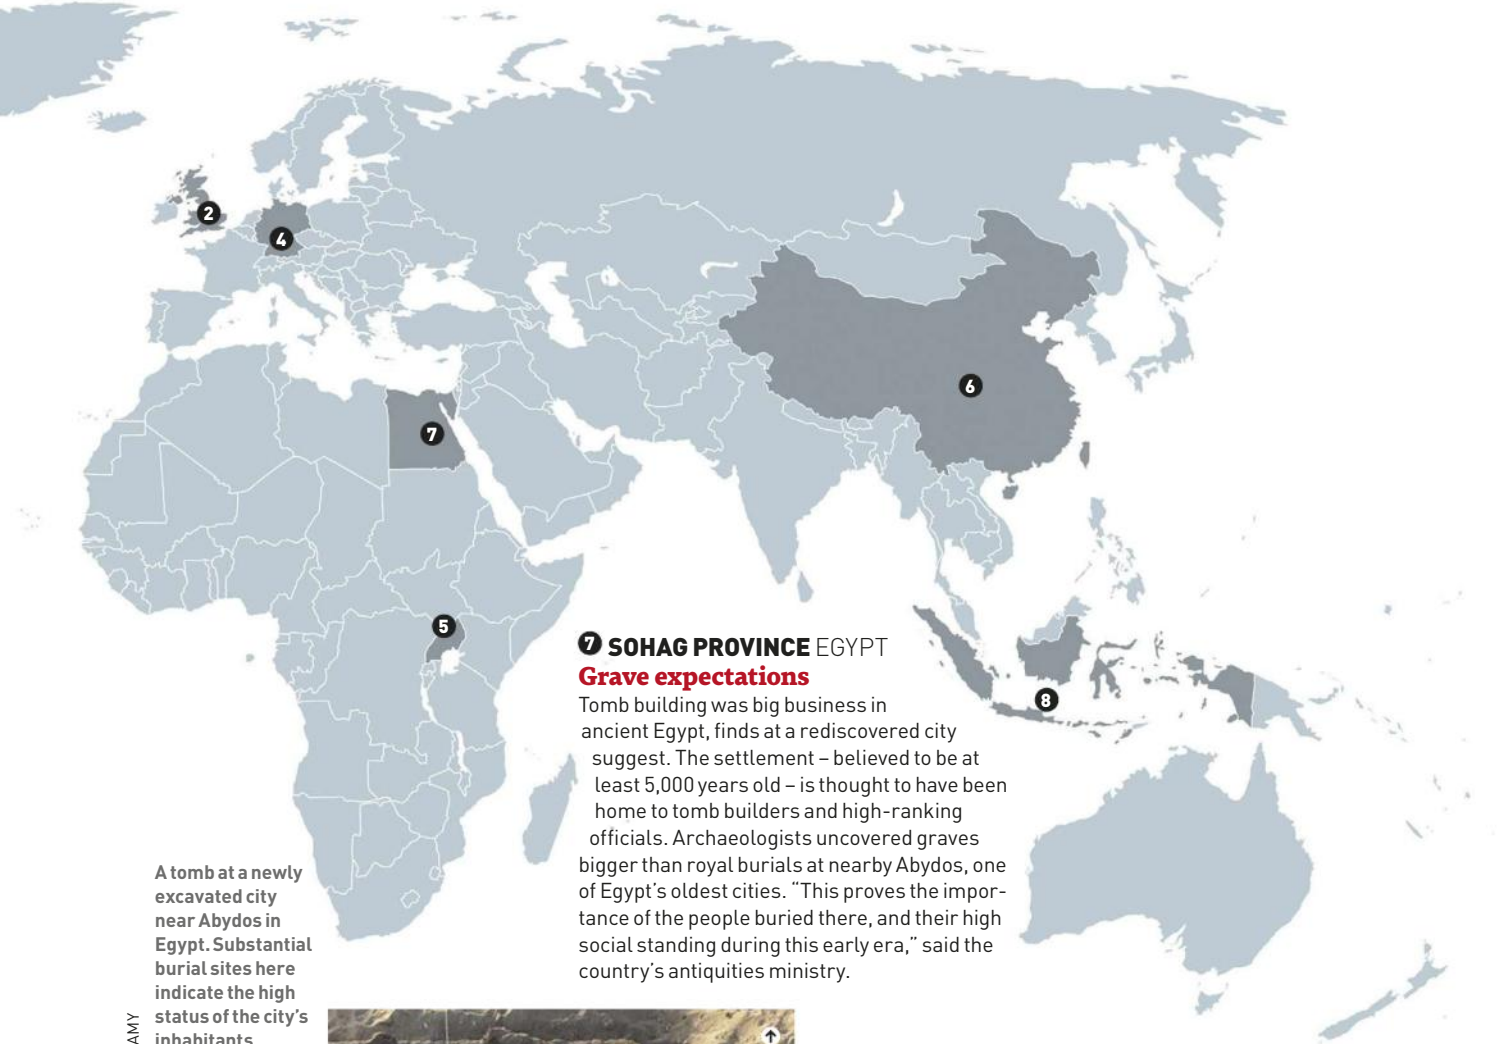 2
4
6
7
5
8
7 SOHAG PROVINCE EGYPT
Grave expectations
Tomb building was big business in
ancient Egypt, finds at a rediscovered city
suggest. The settlement – believed to be at
least 5,000 years old – is thought to have been
home to tomb builders and high-ranking
officials. Archaeologists uncovered graves
bigger than royal burials at nearby Abydos, one
of Egypt’s oldest cities. “This proves the impor-
tance of the people buried there, and their high
social standing during this early era,” said the
country’s antiquities ministry.
A tomb at a newly
excavated city
near Abydos in
Egypt. Substantial
burial sites here
indicate the high
status of the city’s
inhabitants
AMY